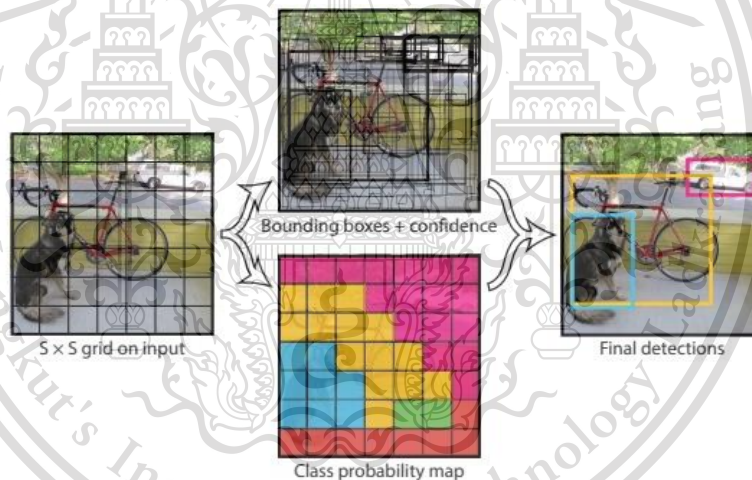 Bounding boxes + confidence
S × S grid on input
Final detections
Class probability map